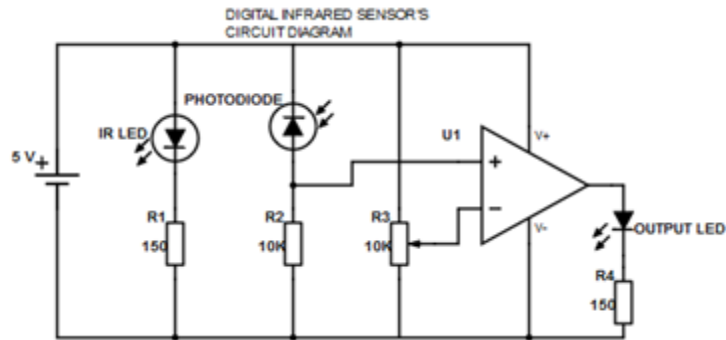 DIGITAL INFRARED SENSOR'S
CIRCUIT DIAGRAM
PHOTODIODE
IR LED
U1
V+
5 V
+
+
-
R1
150
R2
10K
R3
10K
V-
OUTPUT LED
R4
150